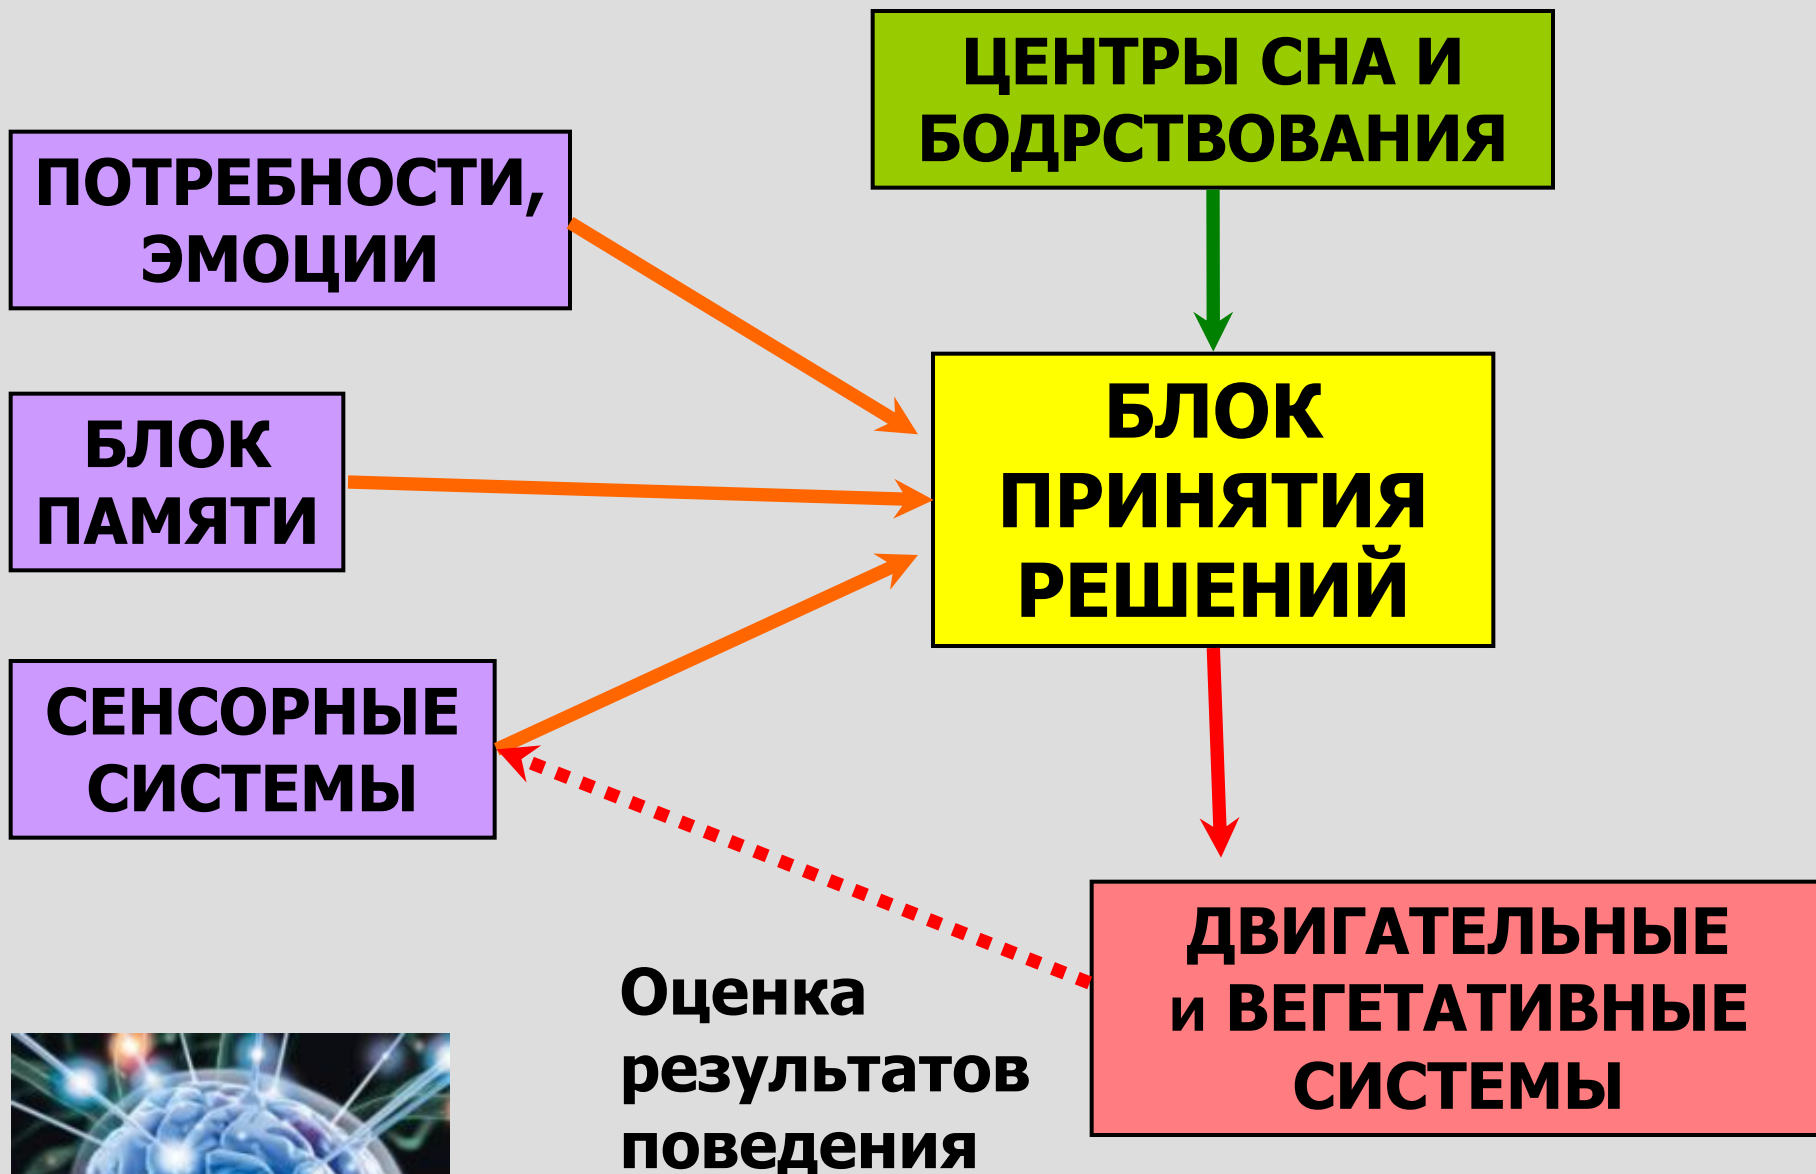 ЦЕНТРЫ СНА И
БОДРСТВОВАНИЯ
ПОТРЕБНОСТИ,
ЭМОЦИИ
БЛОК
ПАМЯТИ
БЛОК
ПРИНЯТИЯ
РЕШЕНИЙ
СЕНСОРНЫЕ
СИСТЕМЫ
ДВИГАТЕЛЬНЫЕ
и ВЕГЕТАТИВНЫЕ
СИСТЕМЫ
Оценка
результатов
поведения